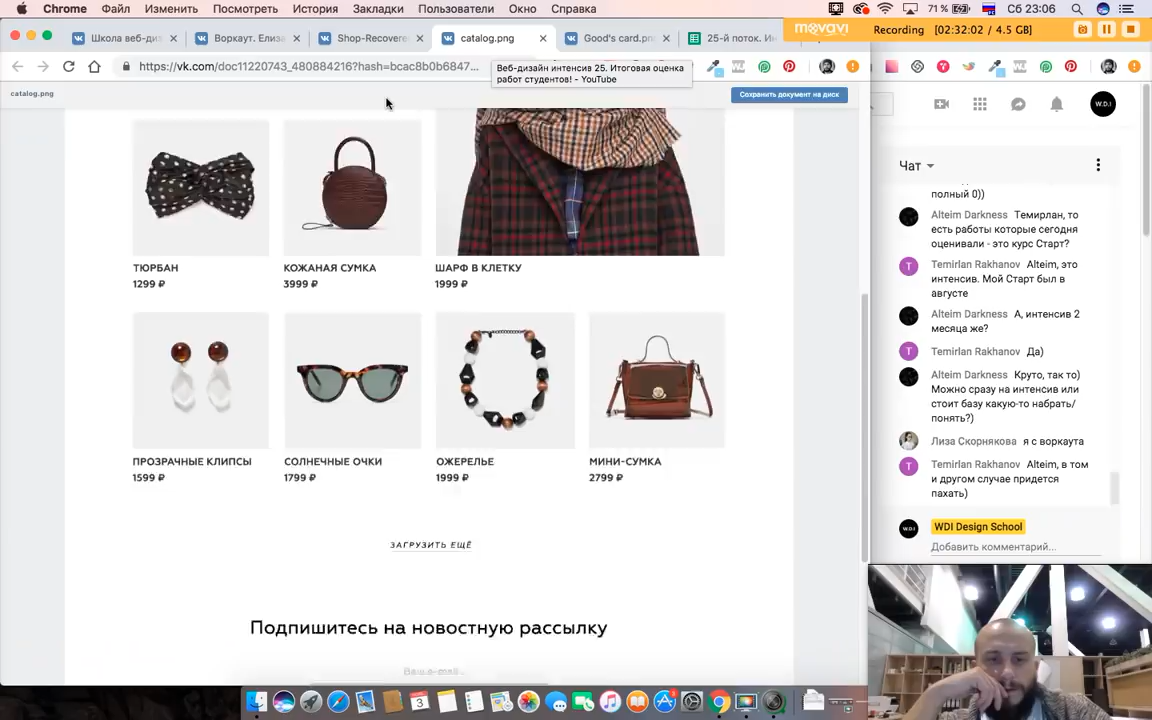 Chrome Файл Изменить Посмотреть История Закладки Пользователи Окно Справка
71 % Сб 23:06
movavi Recording (02:32:02 / 4.5 GB)
Школа веб-диз
Воркаут. Елиза
Shop-Recovere
catalog.png
Good's card.pn
25-й поток. Ин
https://vk.com/doc11220743_480884216?hash=bcac8b0b6847...
Веб-дизайн интенсив 25. Итоговая оценка
работ студентов! - YouTube
catalog.png
Сохранить документ на диск
W.D.I
ТЮРБАН
1299 ₽
КОЖАНАЯ СУМКА
3999 ₽
ШАРФ В КЛЕТКУ
1999 ₽
ПРОЗРАЧНЫЕ КЛИПСЫ
1599 ₽
СОЛНЕЧНЫЕ ОЧКИ
1799 ₽
ОЖЕРЕЛЬЕ
1999 ₽
МИНИ-СУМКА
2799 ₽
ЗАГРУЗИТЬ ЕЩЁ
Подпишитесь на новостную рассылку
Ваш e-mail...
Чат
полный 0))
Alteim Darkness Темирлан, то
есть работы которые сегодня
оценивали - это курс Старт?
T
Temirlan Rakhanov Alteim, это
интенсив. Мой Старт был в
августе
Alteim Darkness А, интенсив 2
месяца же?
T
Temirlan Rakhanov Да)
Alteim Darkness Круто, так то)
Можно сразу на интенсив или
стоит базу какую-то набрать/
понять?)
Лиза Скорнякова я с воркаута
T
Temirlan Rakhanov Alteim, в том
и другом случае придется
пахать)
W.D.I
WDI Design School
Добавить комментарий...
3